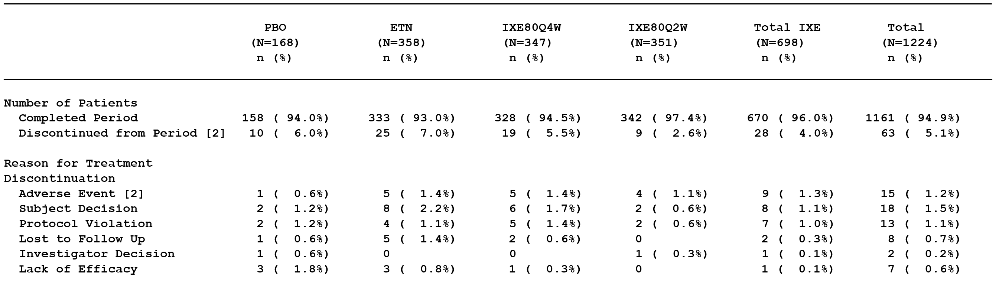 PBO ETN IXE80Q4W IXE80Q2W Total IXE Total
(N=168) (N=358) (N=347) (N=351) (N=698) (N=1224)
n (%) n (%) n (%) n (%) n (%) n (%)
Number of Patients
Completed Period 158 ( 94.0%) 333 ( 93.0%) 328 ( 94.5%) 342 ( 97.4%) 670 ( 96.0%) 1161 ( 94.9%)
Discontinued from Period [2] 10 ( 6.0%) 25 ( 7.0%) 19 ( 5.5%) 9 ( 2.6%) 28 ( 4.0%) 63 ( 5.1%)
Reason for Treatment
Discontinuation
Adverse Event [2] 1 ( 0.6%) 5 ( 1.4%) 5 ( 1.4%) 4 ( 1.1%) 9 ( 1.3%) 15 ( 1.2%)
Subject Decision 2 ( 1.2%) 8 ( 2.2%) 6 ( 1.7%) 2 ( 0.6%) 8 ( 1.1%) 18 ( 1.5%)
Protocol Violation 2 ( 1.2%) 4 ( 1.1%) 5 ( 1.4%) 2 ( 0.6%) 7 ( 1.0%) 13 ( 1.1%)
Lost to Follow Up 1 ( 0.6%) 5 ( 1.4%) 2 ( 0.6%) 0 2 ( 0.3%) 8 ( 0.7%)
Investigator Decision 1 ( 0.6%) 0 0 1 ( 0.3%) 1 ( 0.1%) 2 ( 0.2%)
Lack of Efficacy 3 ( 1.8%) 3 ( 0.8%) 1 ( 0.3%) 0 1 ( 0.1%) 7 ( 0.6%)